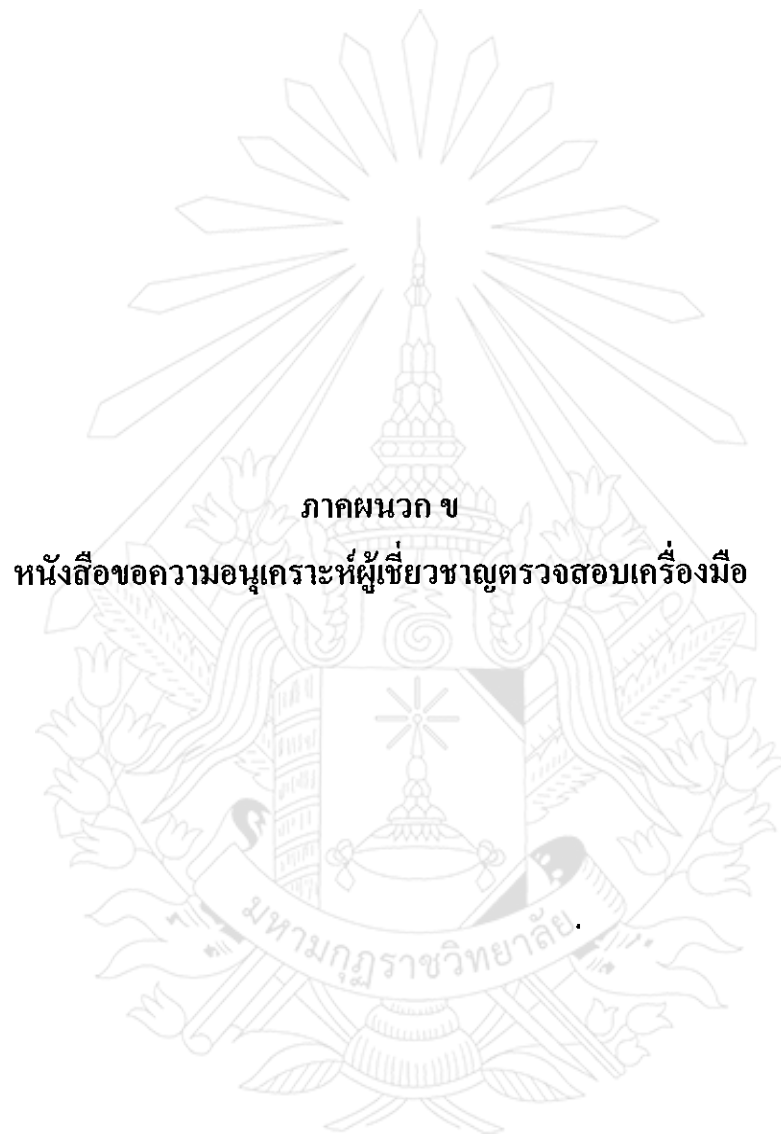 ภาคผนวก ข
หนังสือขอความอนุเคราะห์ผู้เชี่ยวชาญตรวจสอบเครื่องมือ
มหามกุฏราชวิทยาลัย